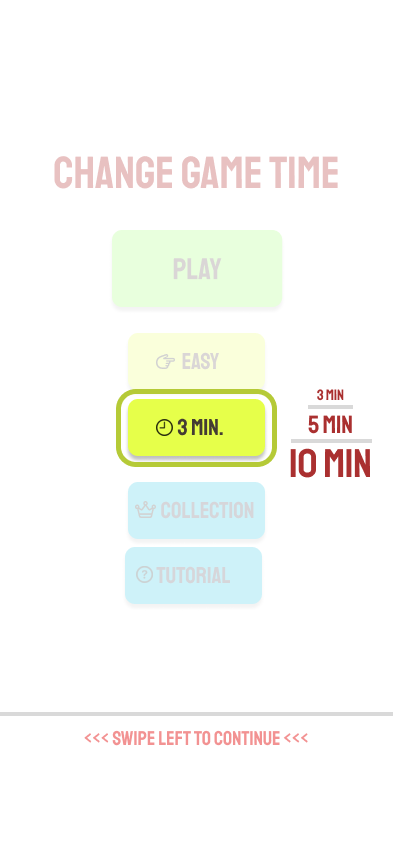 CHANGE GAME TIME
PLAY
EASY
3 MIN.
3 MIN
5 MIN
10 MIN
COLLECTION
TUTORIAL
<<< SWIPE LEFT TO CONTINUE <<<